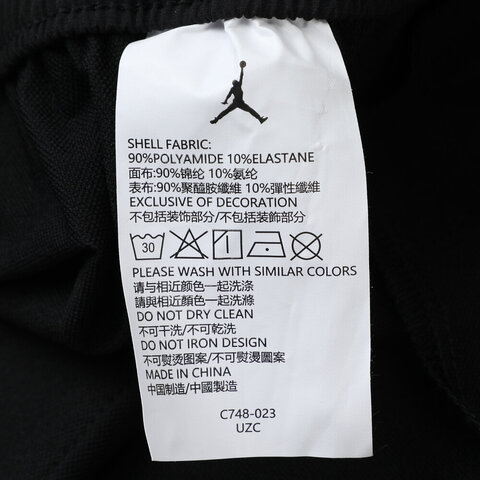 SHELL FABRIC:
90%POLYAMIDE 10%ELASTANE
面布:90%锦纶 10%氨纶
表布:90%聚醯胺纖維 10%彈性纖維
EXCLUSIVE OF DECORATION
不包括装饰部分/不包括裝飾部分
30
PLEASE WASH WITH SIMILAR COLORS
请与相近颜色一起洗涤
請與相近顏色一起洗滌
DO NOT DRY CLEAN
不可干洗/不可乾洗
DO NOT IRON DESIGN
不可熨烫图案/不可熨燙圖案
MADE IN CHINA
中国制造/中國製造
C748-023
UZC